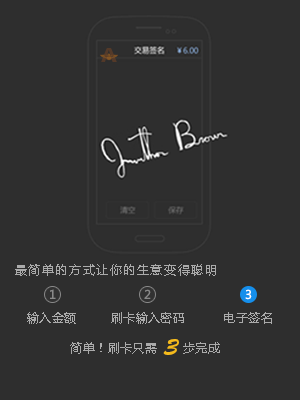 交易签名 ¥6.00
Jonathon Brown
清空 保存
最简单的方式让你的生意变得聪明
1 2 3
输入金额 刷卡输入密码 电子签名
简单！刷卡只需 3 步完成